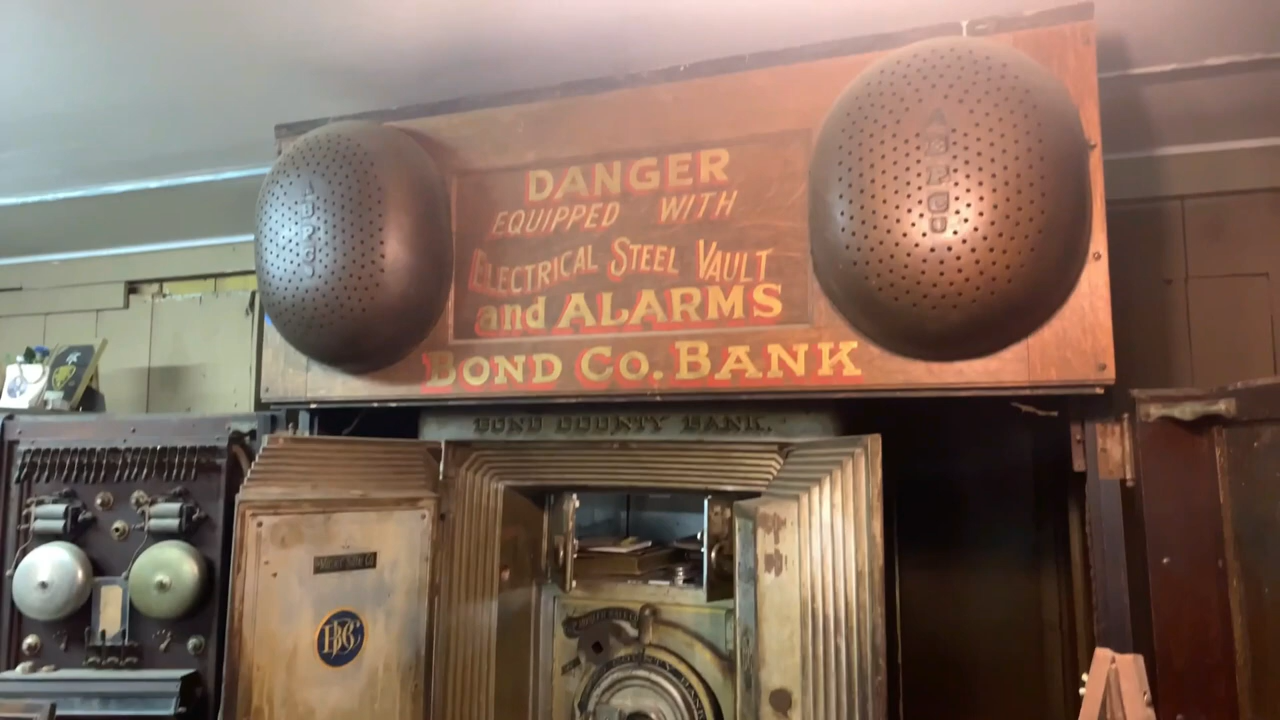 DANGER
EQUIPPED WITH
ELECTRICAL STEEL VAULT
and ALARMS
BOND CO. BANK
BOND COUNTY BANK.